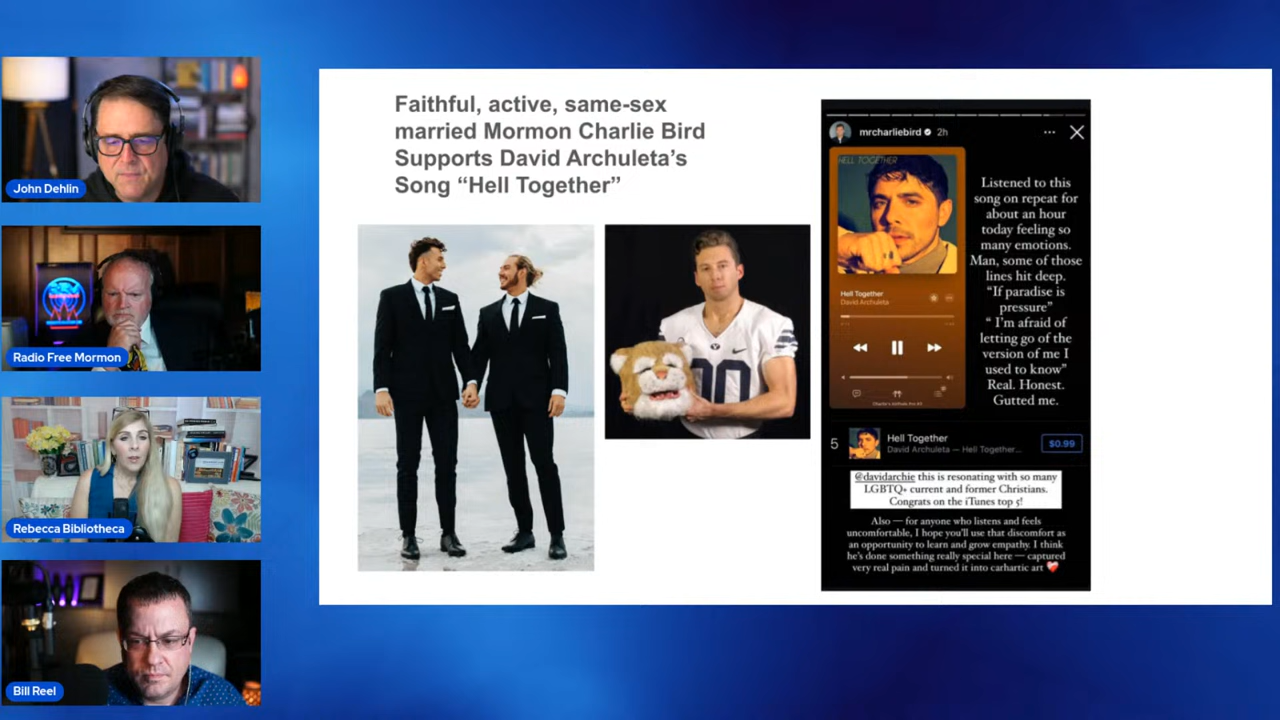 John Dehlin
Radio Free Mormon
Rebecca Bibliotheca
Bill Reel
Faithful, active, same-sex
married Mormon Charlie Bird
Supports David Archuleta’s
Song “Hell Together”
00
mrcharliebird 2h
HELL TOGETHER
Hell Together
David Archuleta
Listened to this
song on repeat for
about an hour
today feeling so
many emotions.
Man, some of those
lines hit deep.
“If paradise is
pressure”
“ I’m afraid of
letting go of the
version of me I
used to know”
Real. Honest.
Gutted me.
5
Hell Together
David Archuleta — Hell Together...
$0.99
@davidarchie this is resonating with so many
LGBTQ+ current and former Christians.
Congrats on the iTunes top 5!
Also — for anyone who listens and feels
uncomfortable, I hope you’ll use that discomfort as
an opportunity to learn and grow empathy. I think
he’s done something really special here — captured
very real pain and turned it into carhartic art